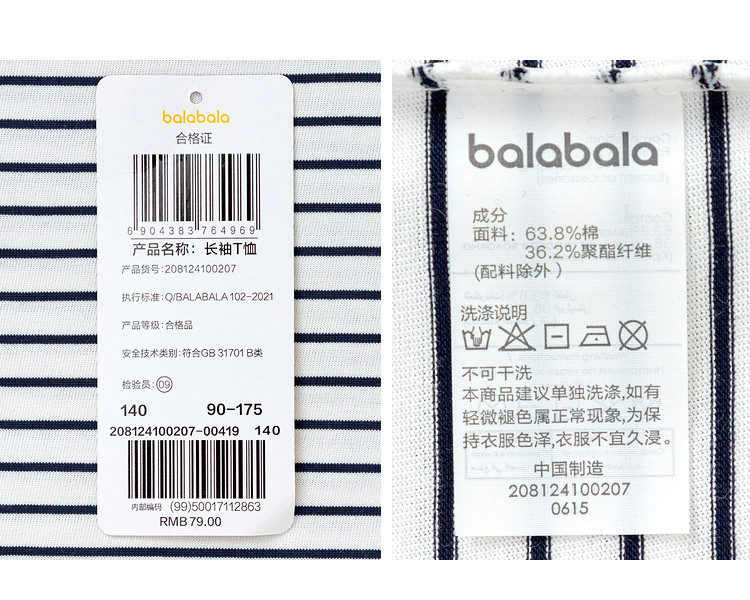 balabala
合格证
6 904383 764969
产品名称：长袖T恤
产品货号：208124100207
执行标准：Q/BALABALA 102-2021
产品等级：合格品
安全技术类别：符合GB 31701 B类
检验员：09
140 90-175
208124100207-00419 140
内部编码 (99)50017112863
RMB 79.00
balabala
成分
面料：63.8%棉
36.2%聚酯纤维
(配料除外)
洗涤说明
不可干洗
本商品建议单独洗涤,如有
轻微褪色属正常现象,为保
持衣服色泽,衣服不宜久浸。
中国制造
208124100207
0615